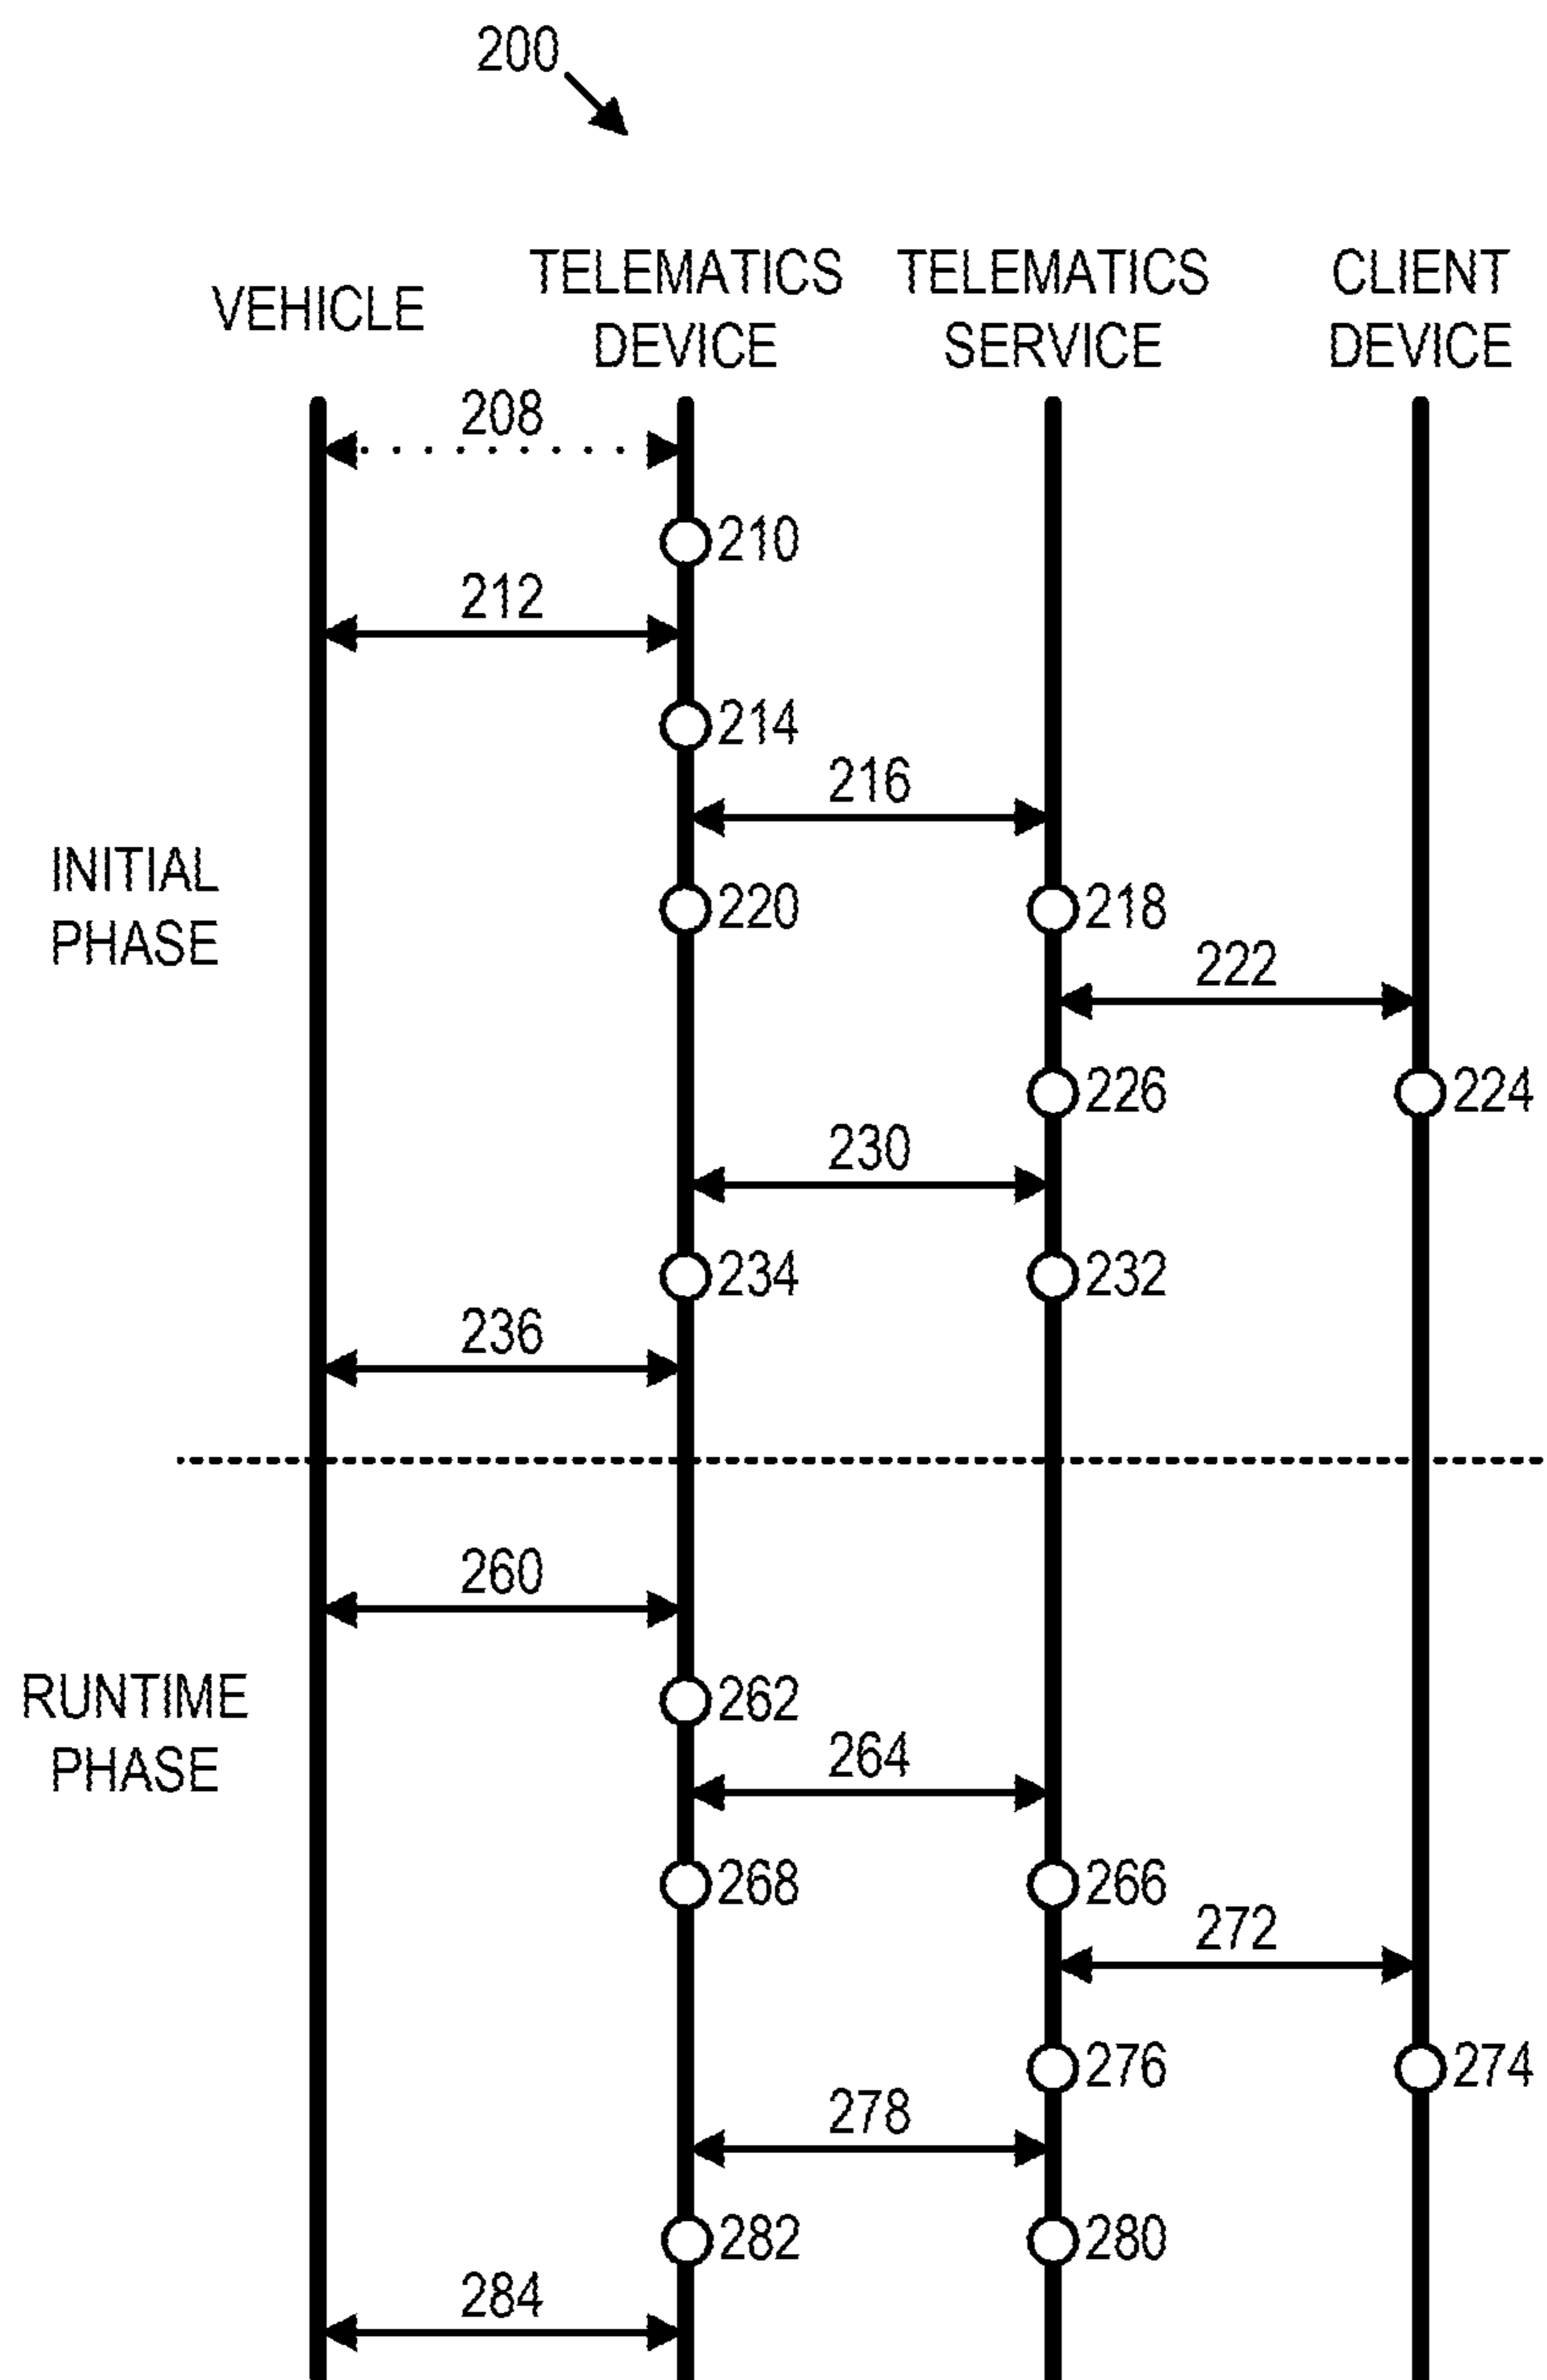 200
VEHICLE
TELEMATICS
DEVICE
TELEMATICS
SERVICE
CLIENT
DEVICE
208
210
212
214
216
INITIAL
PHASE
220
218
222
226
224
230
234
232
236
260
RUNTIME
PHASE
262
264
268
266
272
276
274
278
282
280
284